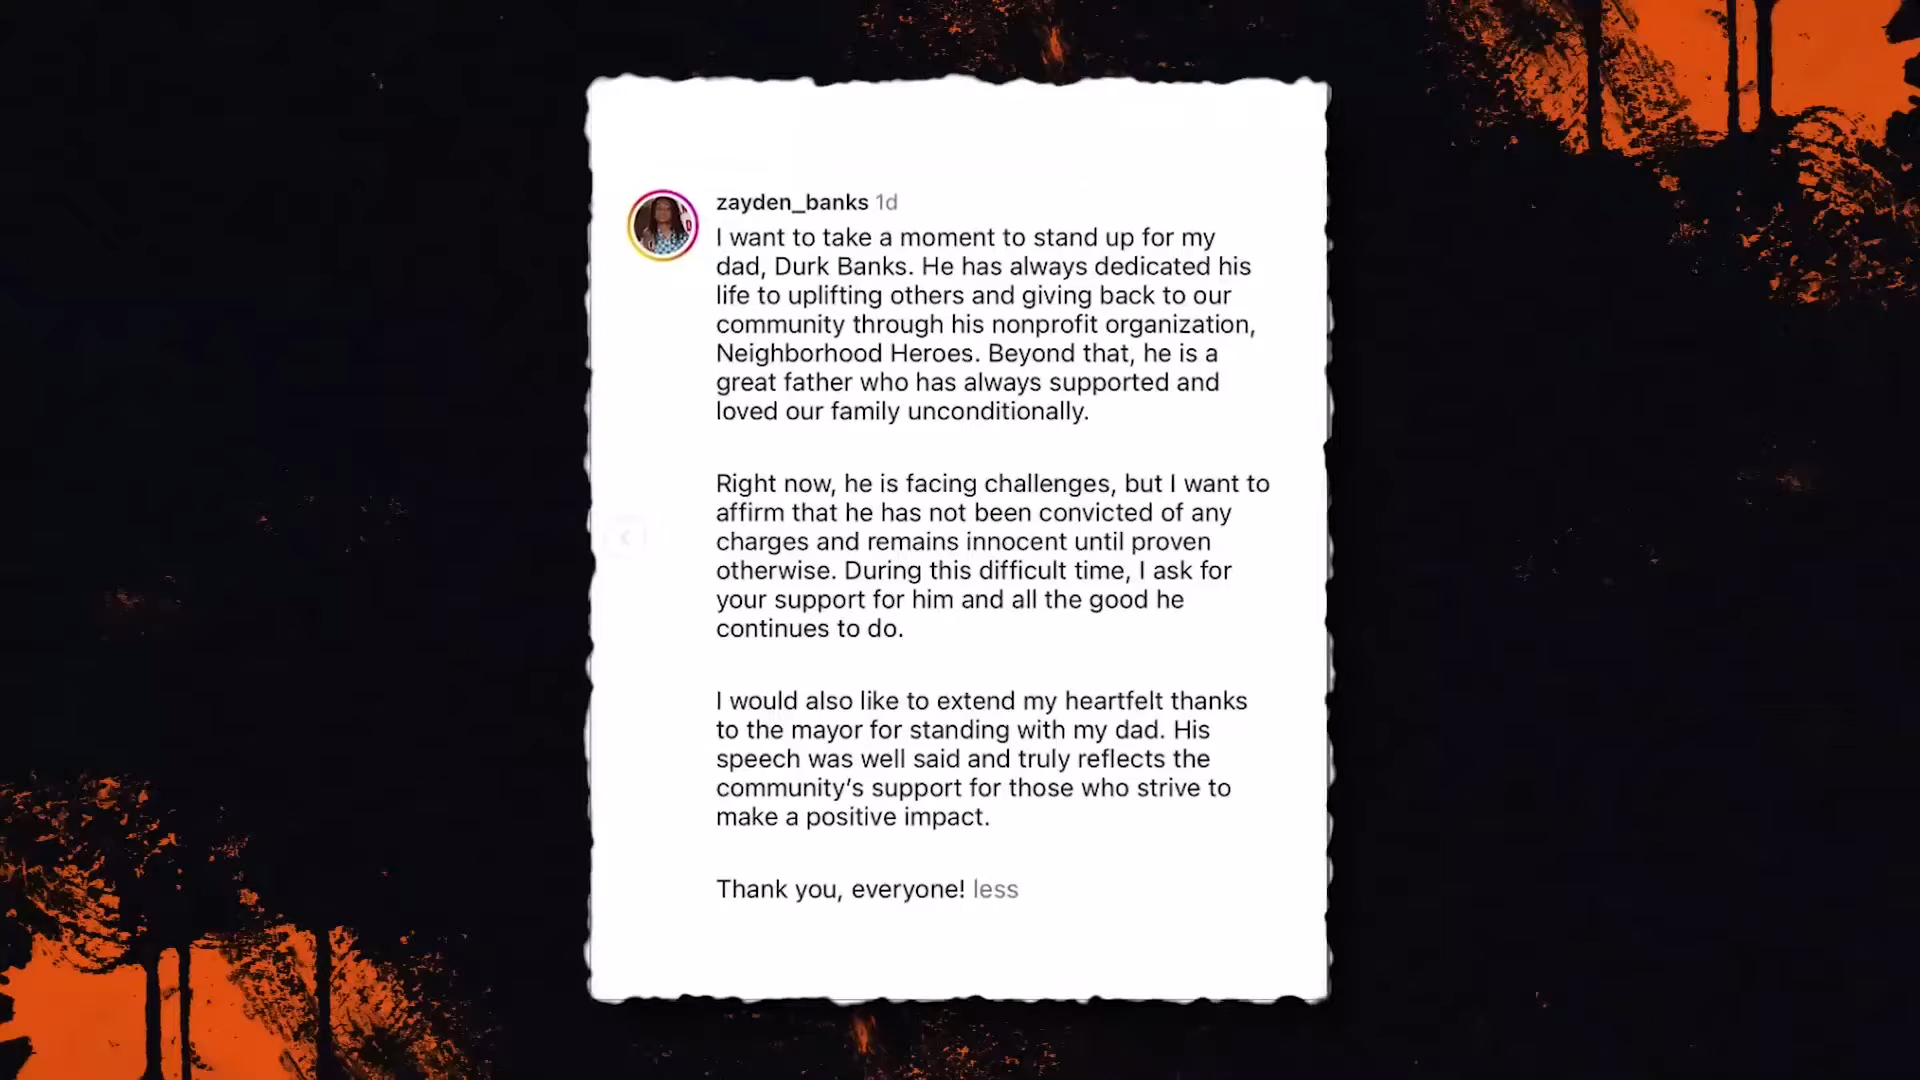 zayden_banks 1d
I want to take a moment to stand up for my
dad, Durk Banks. He has always dedicated his
life to uplifting others and giving back to our
community through his nonprofit organization,
Neighborhood Heroes. Beyond that, he is a
great father who has always supported and
loved our family unconditionally.
Right now, he is facing challenges, but I want to
affirm that he has not been convicted of any
charges and remains innocent until proven
otherwise. During this difficult time, I ask for
your support for him and all the good he
continues to do.
I would also like to extend my heartfelt thanks
to the mayor for standing with my dad. His
speech was well said and truly reflects the
community’s support for those who strive to
make a positive impact.
Thank you, everyone! less